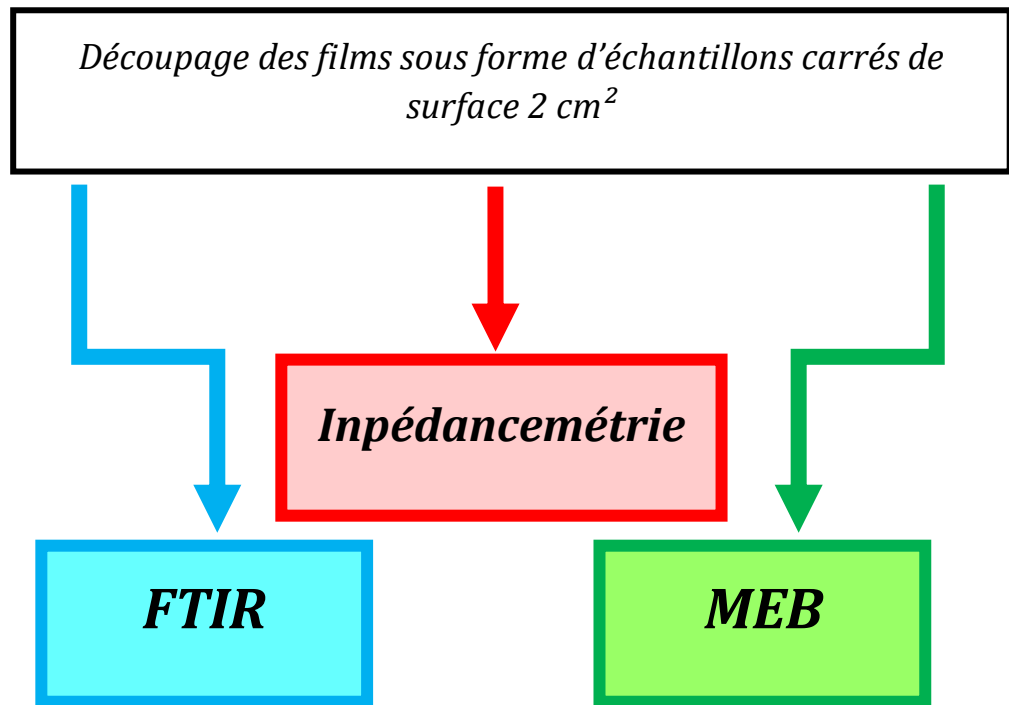 Découpage des films sous forme d’échantillons carrés de
surface 2 cm²
Inpédancemétrie
FTIR
MEB